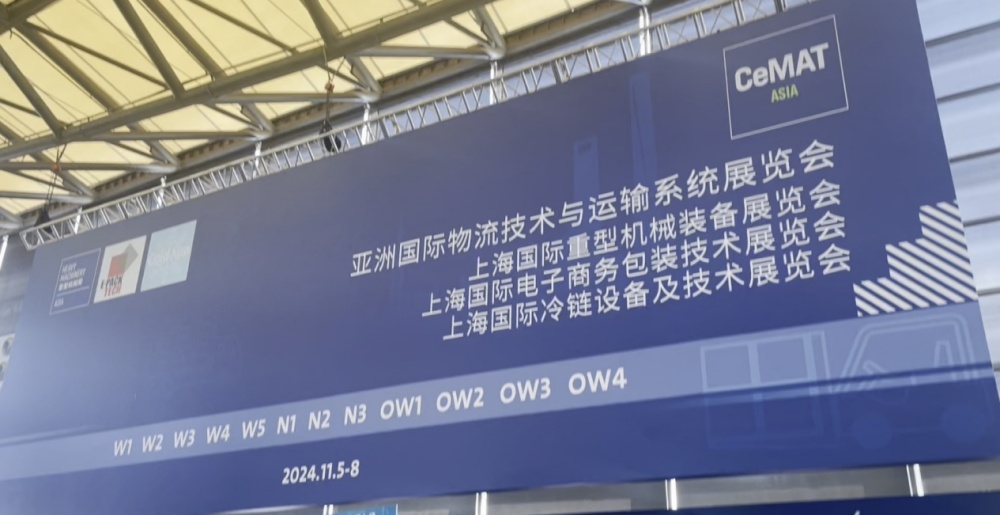 CeMAT
ASIA
亚洲国际物流技术与运输系统展览会
上海国际重型机械装备展览会
上海国际电子商务包装技术展览会
上海国际冷链设备及技术展览会
HEAVY
MACHINERY
ASIA
W1 W2 W3 W4 W5 N1 N2 N3 OW1 OW2 OW3 OW4
2024.11.5-8